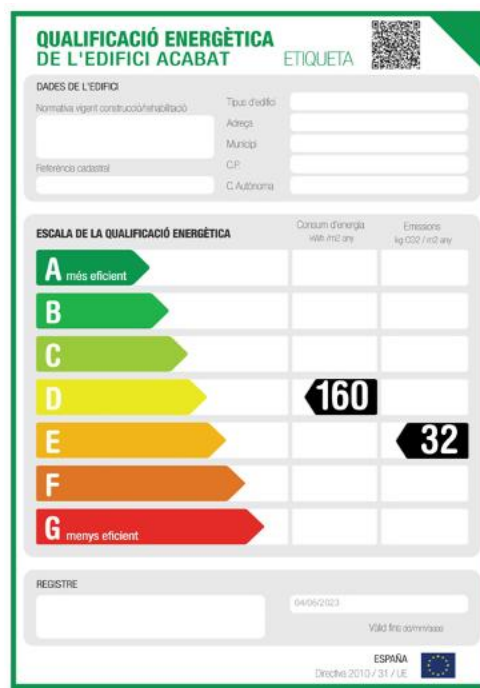 QUALIFICACIÓ ENERGÈTICA
DE L'EDIFICI ACABAT
ETIQUETA
DADES DE L'EDIFICI
Normativa vigent construcció/rehabilitació
Referència cadastral
Tipus d'edifici
Adreça
Municipi
C.P.
C. Autònoma
ESCALA DE LA QUALIFICACIÓ ENERGÈTICA
Consum d'energia
kWh /m2 any
Emissions
kg CO2 / m2 any
A més eficient
B
C
D 160
E 32
F
G menys eficient
REGISTRE
04/06/2023
Vàlid fins dd/mm/aaaa
ESPAÑA
Directiva 2010 / 31 / UE